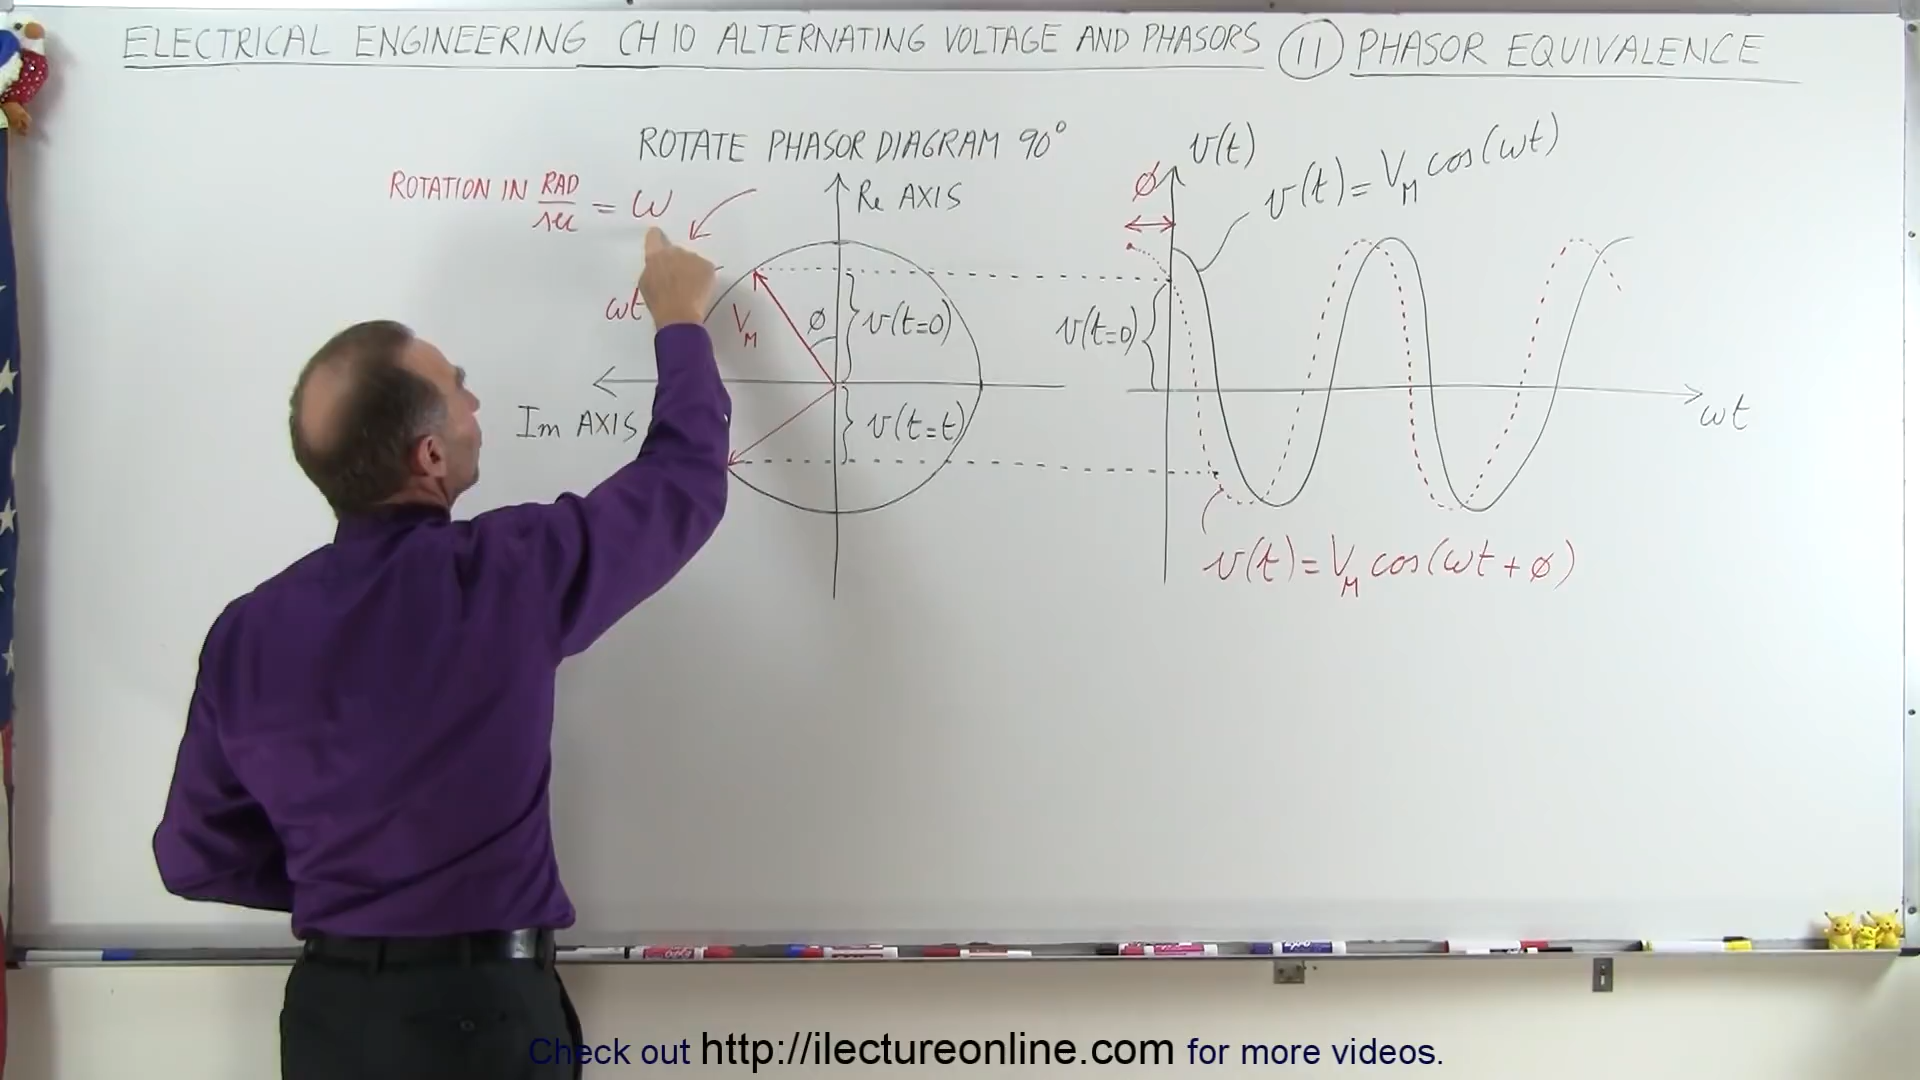 ELECTRICAL ENGINEERING CH 10 ALTERNATING VOLTAGE AND PHASORS 11 PHASOR EQUIVALENCE
ROTATE PHASOR DIAGRAM 90°
ROTATION IN RAD/sec = ω
Re AXIS
ωt
V_M
φ
v(t=0)
Im AXIS
v(t=t)
φ
v(t)
v(t) = V_M cos(ωt)
v(t=0)
ωt
v(t) = V_M cos(ωt + φ)
Check out http://ilectureonline.com for more videos.